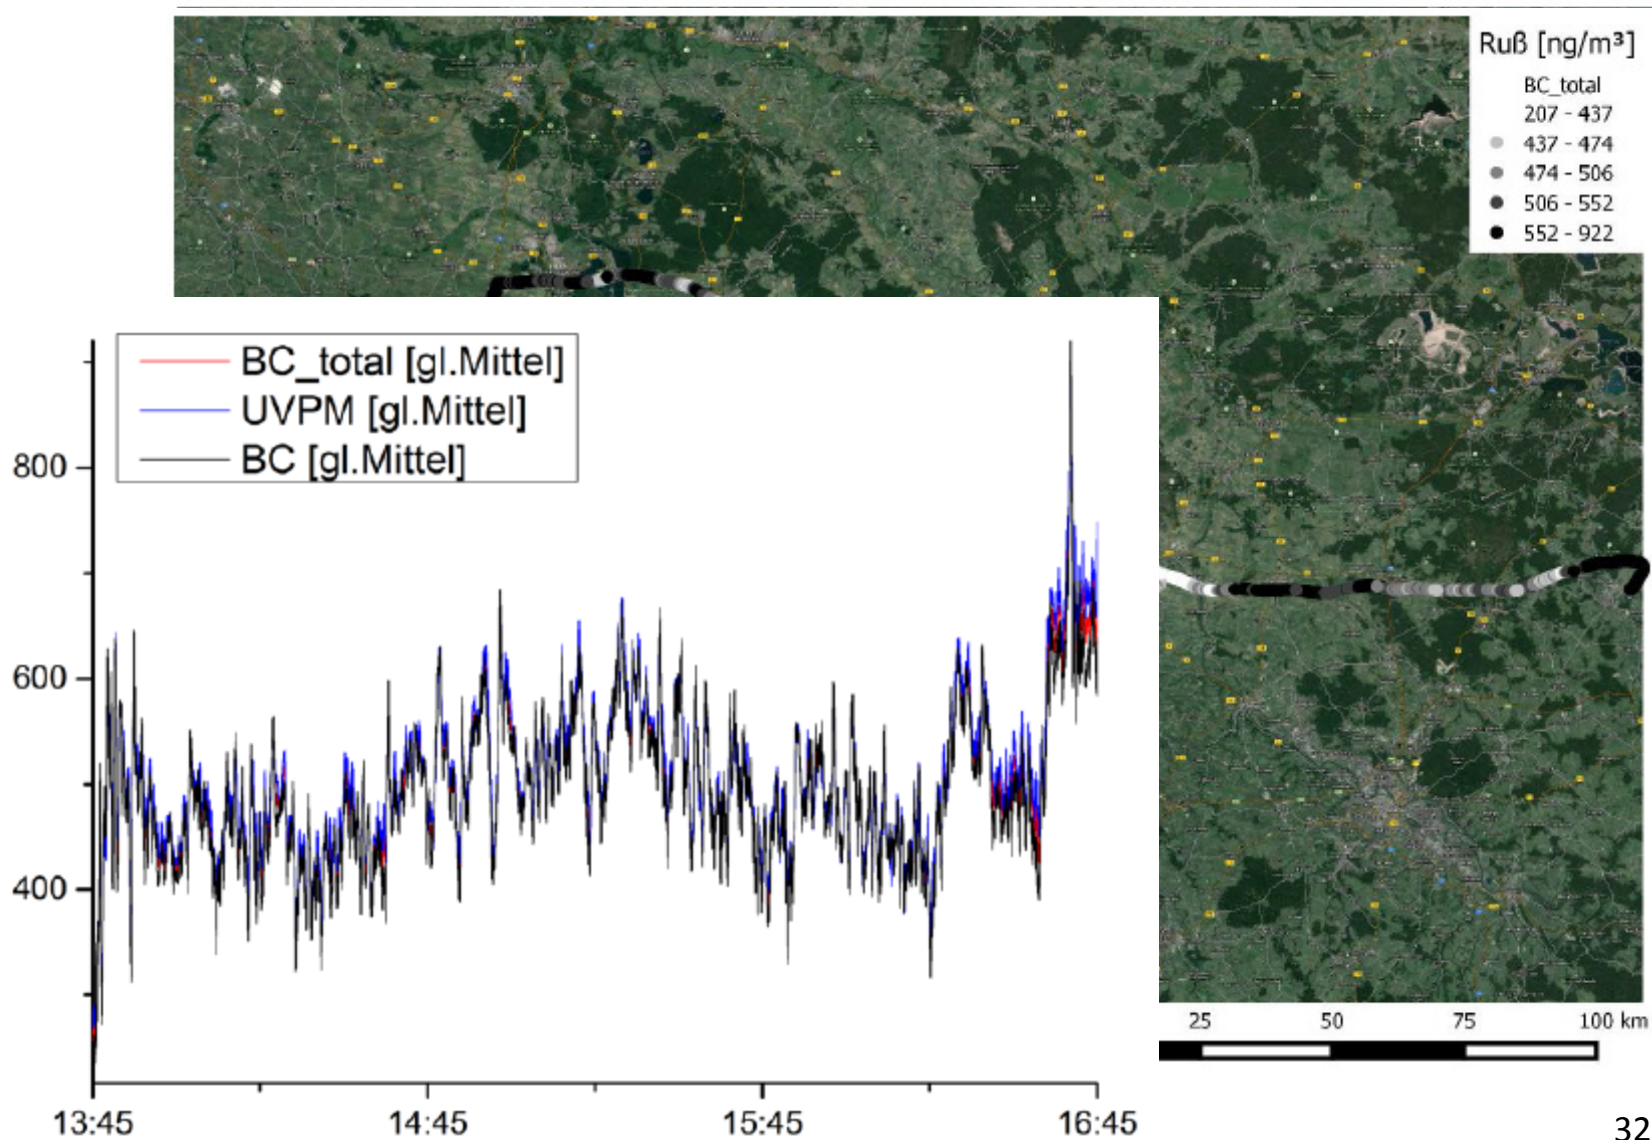 Ruß [ng/m³]
BC_total
207 - 437
437 - 474
474 - 506
506 - 552
552 - 922
BC_total [gl.Mittel]
UVPM [gl.Mittel]
BC [gl.Mittel]
800
600
400
13:45
14:45
15:45
16:45
25
50
75
100 km
32